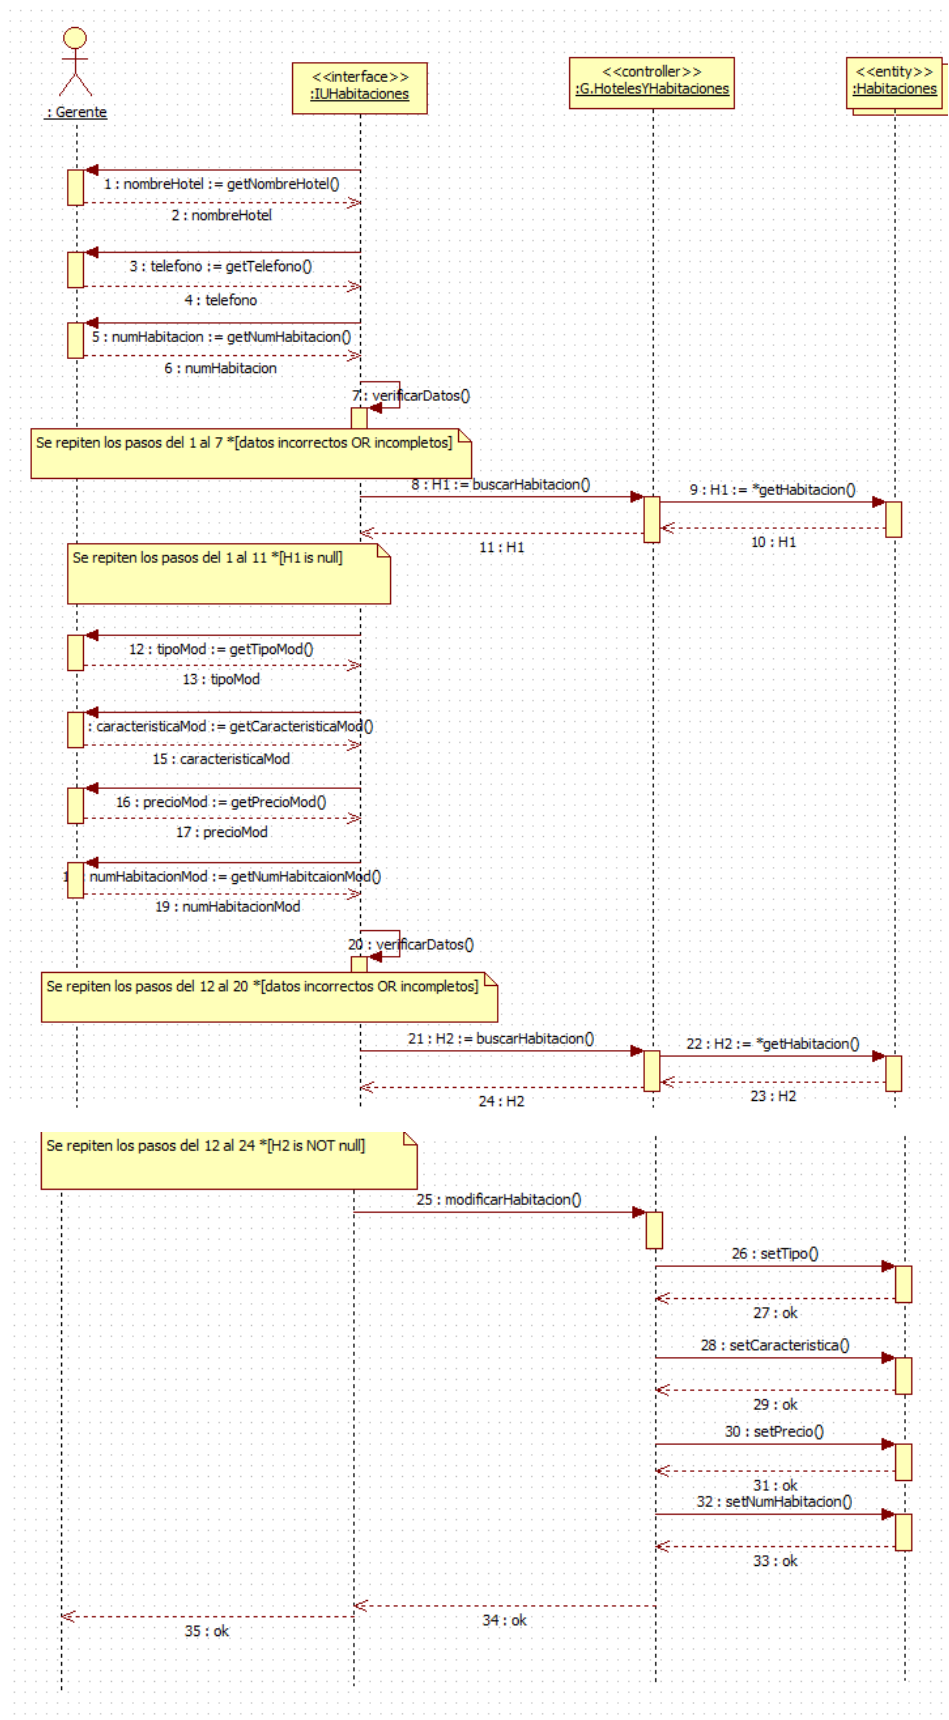 : Gerente
<<interface>>
:IUHabitaciones
<<controller>>
:G.HotelesYHabitaciones
<<entity>>
:Habitaciones
1 : nombreHotel := getNombreHotel()
2 : nombreHotel
3 : telefono := getTelefono()
4 : telefono
5 : numHabitacion := getNumHabitacion()
6 : numHabitacion
7 : verificarDatos()
Se repiten los pasos del 1 al 7 *[datos incorrectos OR incompletos]
8 : H1 := buscarHabitacion()
9 : H1 := *getHabitacion()
10 : H1
11 : H1
Se repiten los pasos del 1 al 11 *[H1 is null]
12 : tipoMod := getTipoMod()
13 : tipoMod
: caracteristicaMod := getCaracteristicaMod()
15 : caracteristicaMod
16 : precioMod := getPrecioMod()
17 : precioMod
1 numHabitacionMod := getNumHabitcaionMod()
19 : numHabitacionMod
20 : verificarDatos()
Se repiten los pasos del 12 al 20 *[datos incorrectos OR incompletos]
21 : H2 := buscarHabitacion()
22 : H2 := *getHabitacion()
23 : H2
24 : H2
Se repiten los pasos del 12 al 24 *[H2 is NOT null]
25 : modificarHabitacion()
26 : setTipo()
27 : ok
28 : setCaracteristica()
29 : ok
30 : setPrecio()
31 : ok
32 : setNumHabitacion()
33 : ok
34 : ok
35 : ok